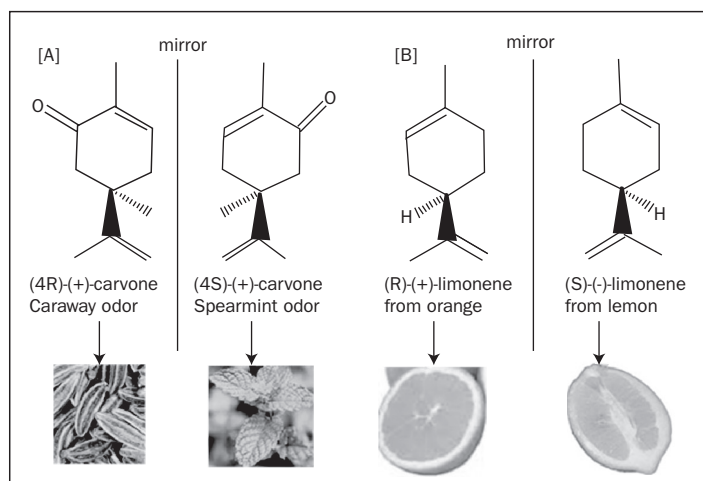 [A]
mirror
O
O
(4R)-(+)-carvone
Caraway odor
(4S)-(+)-carvone
Spearmint odor
[B]
mirror
H
H
(R)-(+)-limonene
from orange
(S)-(-)-limonene
from lemon